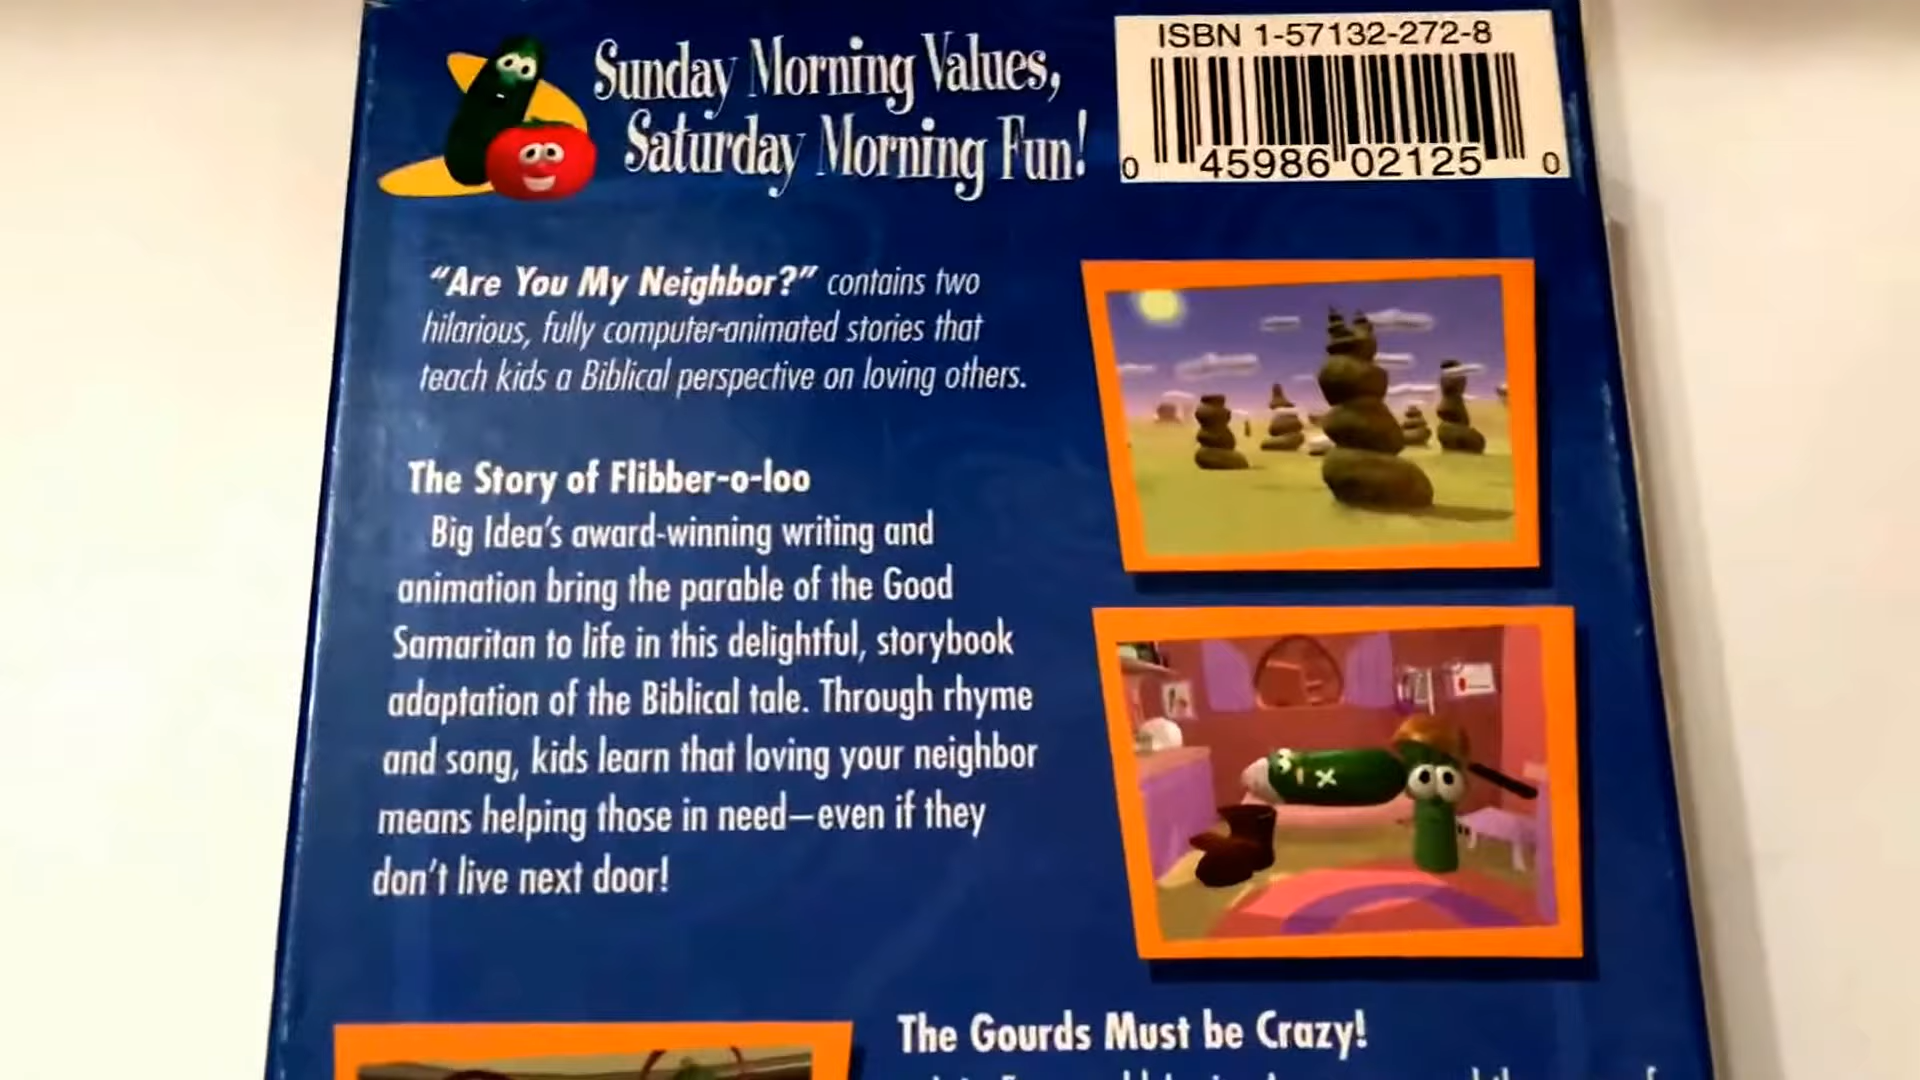 Sunday Morning Values,
Saturday Morning Fun!
ISBN 1-57132-272-8
0 45986 02125 0
"Are You My Neighbor?" contains two
hilarious, fully computer-animated stories that
teach kids a Biblical perspective on loving others.
The Story of Flibber-o-loo
Big Idea's award-winning writing and
animation bring the parable of the Good
Samaritan to life in this delightful, storybook
adaptation of the Biblical tale. Through rhyme
and song, kids learn that loving your neighbor
means helping those in need—even if they
don't live next door!
The Gourds Must be Crazy!